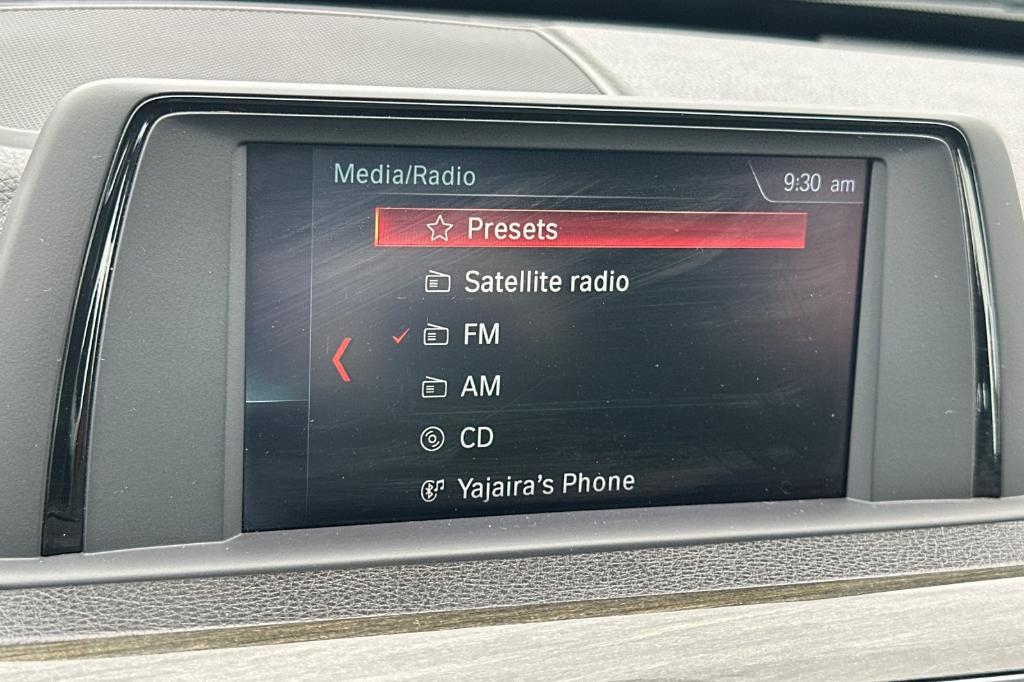 Media/Radio
9:30 am
Presets
Satellite radio
FM
AM
CD
Yajaira's Phone